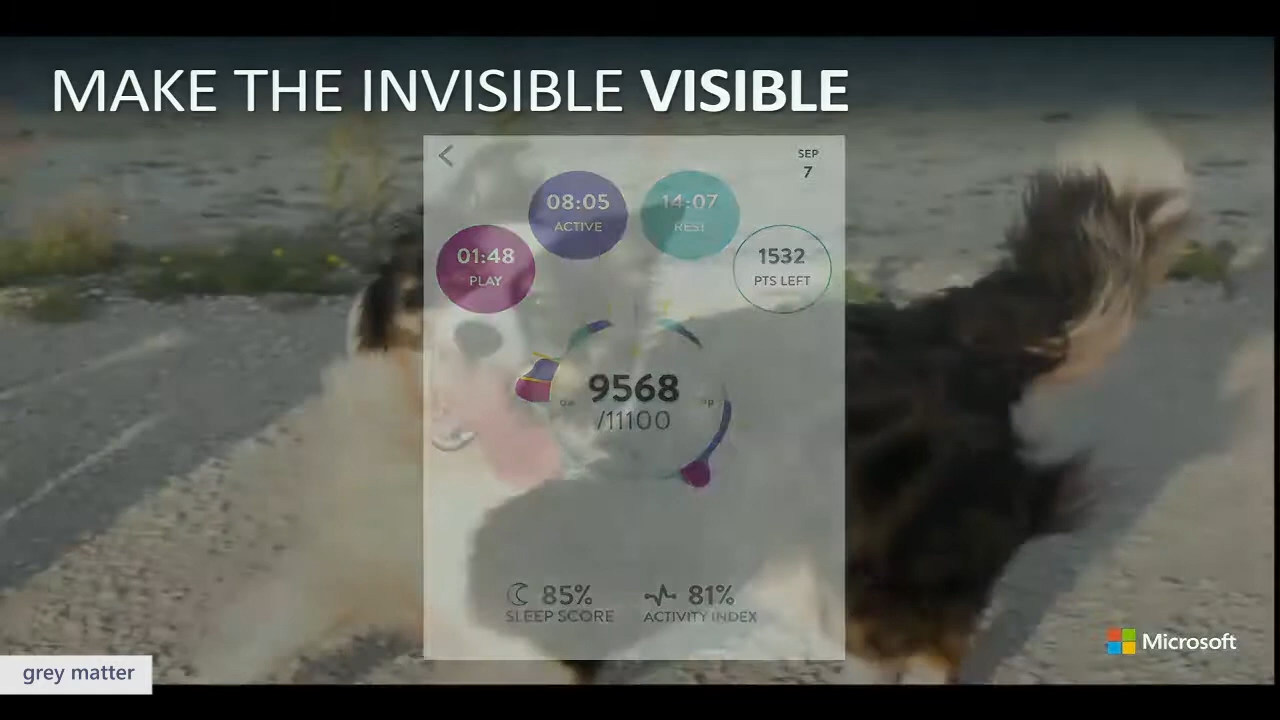 MAKE THE INVISIBLE VISIBLE
SEP
7
08:05
ACTIVE
14:07
REST
01:48
PLAY
1532
PTS LEFT
9568
/11100
85%
SLEEP SCORE
81%
ACTIVITY INDEX
Microsoft
grey matter